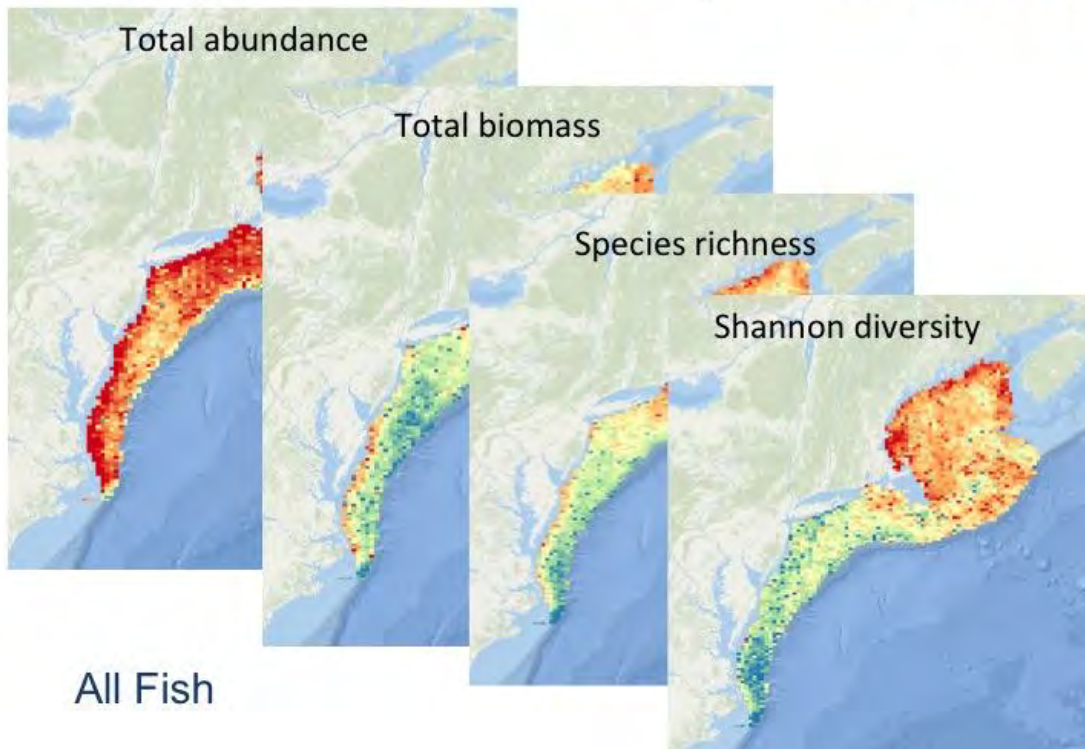 Total abundance
Total biomass
Species richness
Shannon diversity
All Fish